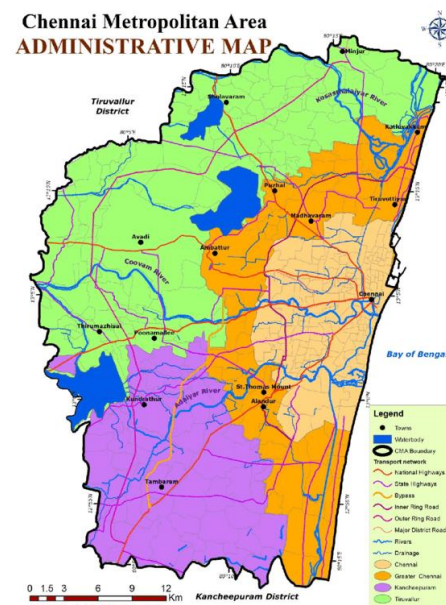 Chennai Metropolitan Area
ADMINISTRATIVE MAP
Minjur
Tiruvallur
District
Kosasthalaiyar River
Kathivakkam
Puzhal
Tiruvottiyur
Madhavaram
Avadi
Ambattur
Coovam River
Chennai
Thirumazhisai
Poonamallee
Bay of Bengal
St.Thomas Mount
Alandur
Adaiyar River
Kundrathur
Tambaram
Legend
Towns
Waterbody
CMA Boundary
Transport network
National Highways
State Highways
Bypass
Inner Ring Road
Outer Ring Road
Major District Road
Rivers
Drainage
Chennai
Greater Chennai
Kancheepuram
Tiruvallur
0 1.5 3 6 9 12
Km
Kancheepuram District